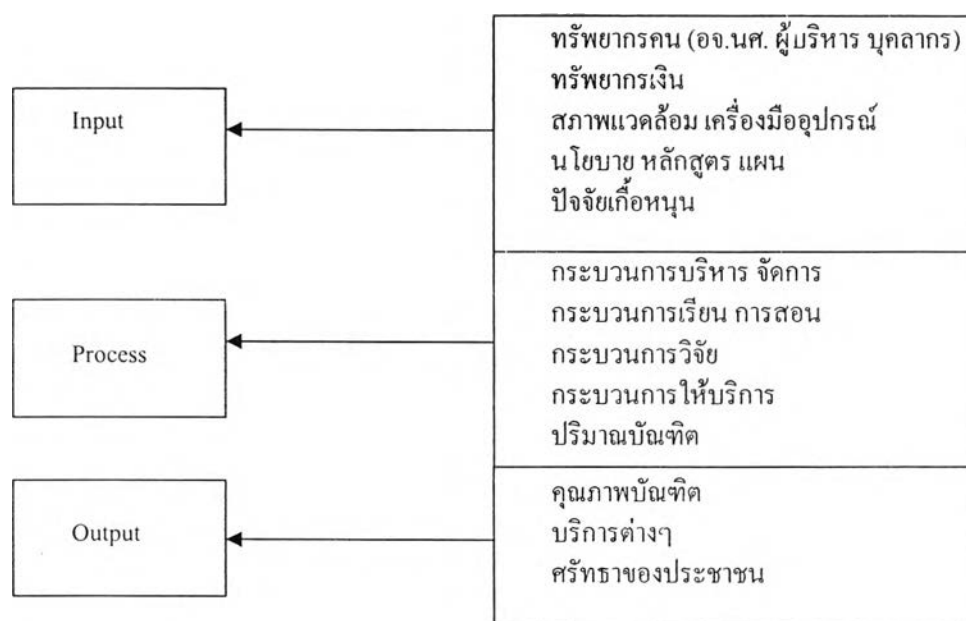 ทรัพยากรคน (อจ.นศ. ผู้บริหาร บุคลากร)
ทรัพยากรเงิน
Input
สภาพแวดล้อม เครื่องมืออุปกรณ์
นโยบาย หลักสูตร แผน
ปัจจัยเกื้อหนุน
กระบวนการบริหาร จัดการ
กระบวนการเรียน การสอน
Process
กระบวนการวิจัย
กระบวนการให้บริการ
ปริมาณบัณฑิต
คุณภาพบัณฑิต
Output
บริการต่างๆ
ศรัทธาของประชาชน